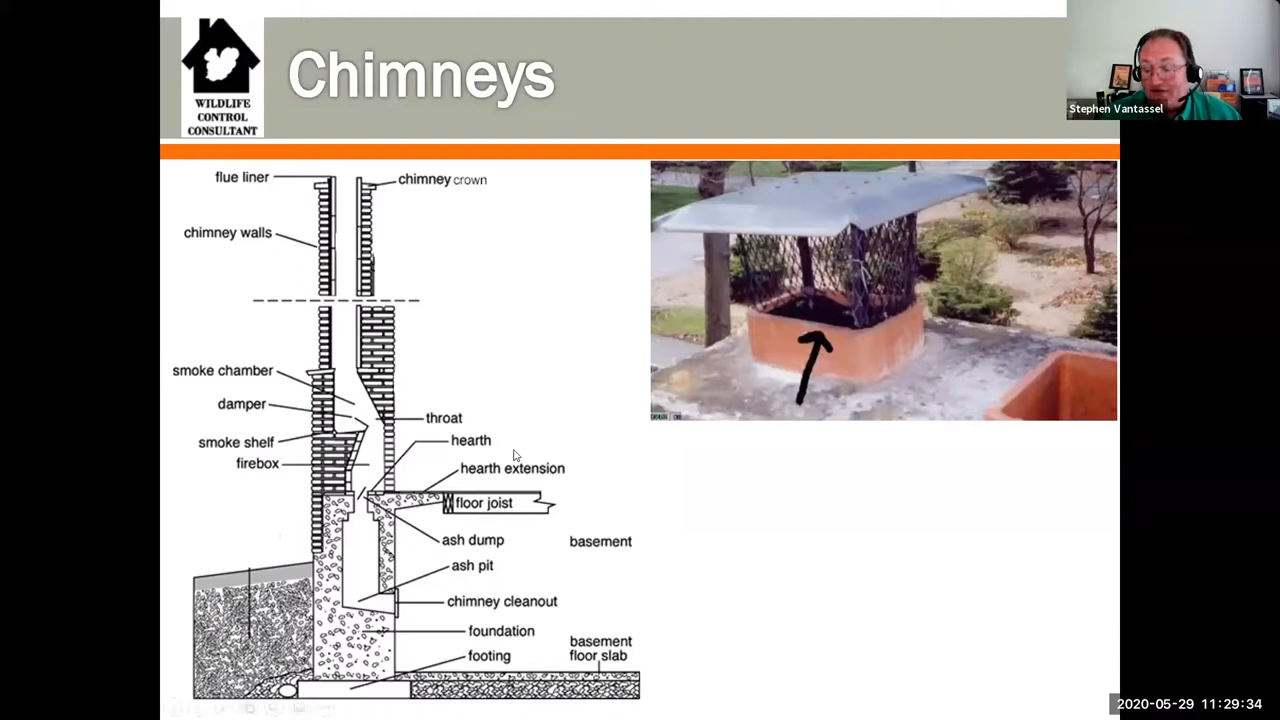 WILDLIFE
CONTROL
CONSULTANT
Chimneys
Stephen Vantassel
flue liner
chimney crown
chimney walls
smoke chamber
damper
throat
smoke shelf
hearth
firebox
hearth extension
floor joist
ash dump
basement
ash pit
chimney cleanout
foundation
basement
floor slab
footing
2020-05-29 11:29:34